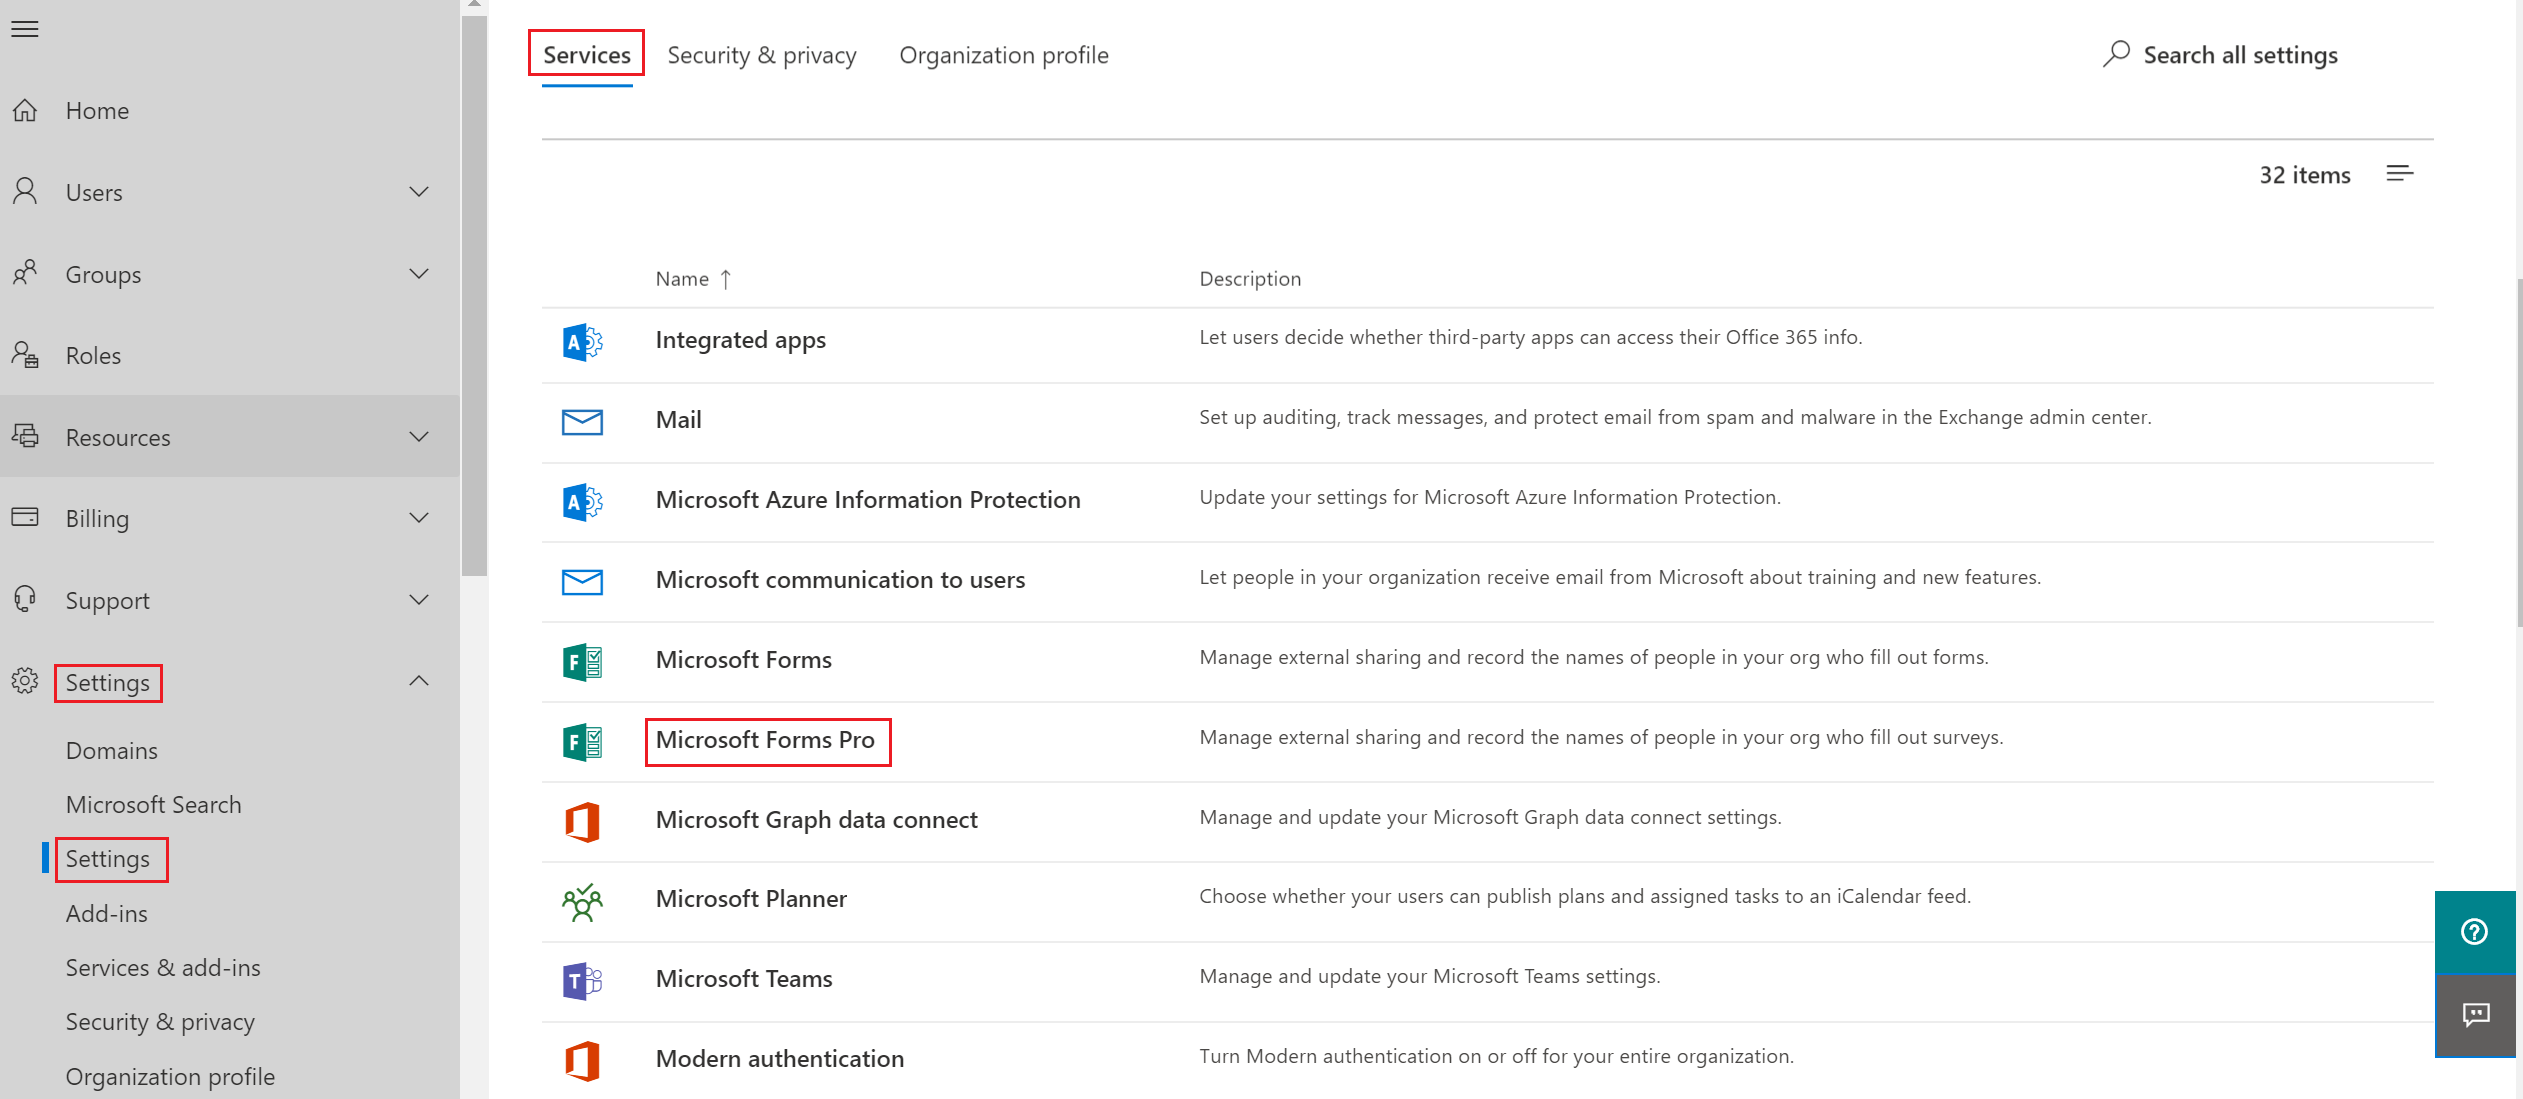 Home
Users
Groups
Roles
Resources
Billing
Support
Settings
Domains
Microsoft Search
Settings
Add-ins
Services & add-ins
Security & privacy
Organization profile
Services Security & privacy Organization profile
Search all settings
32 items
Name ↑ Description
Integrated apps Let users decide whether third-party apps can access their Office 365 info.
Mail Set up auditing, track messages, and protect email from spam and malware in the Exchange admin center.
Microsoft Azure Information Protection Update your settings for Microsoft Azure Information Protection.
Microsoft communication to users Let people in your organization receive email from Microsoft about training and new features.
Microsoft Forms Manage external sharing and record the names of people in your org who fill out forms.
Microsoft Forms Pro Manage external sharing and record the names of people in your org who fill out surveys.
Microsoft Graph data connect Manage and update your Microsoft Graph data connect settings.
Microsoft Planner Choose whether your users can publish plans and assigned tasks to an iCalendar feed.
Microsoft Teams Manage and update your Microsoft Teams settings.
Modern authentication Turn Modern authentication on or off for your entire organization.